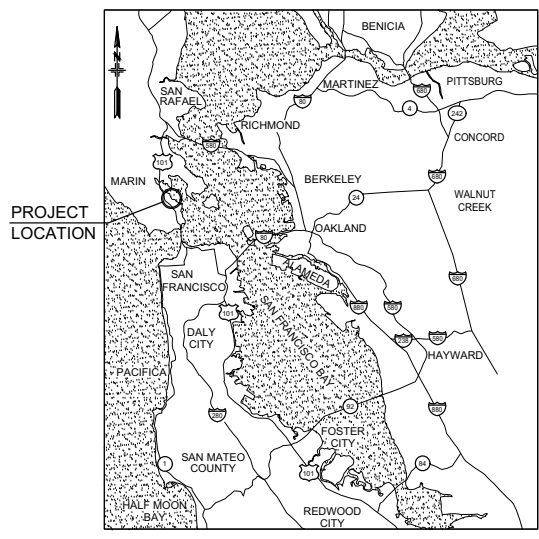 BENICIA
N
SAN
RAFAEL
MARTINEZ
680
PITTSBURG
80
4
242
RICHMOND
CONCORD
580
101
680
MARIN
BERKELEY
WALNUT
CREEK
24
PROJECT
LOCATION
OAKLAND
80
ALAMEDA
SAN
FRANCISCO
680
SAN FRANCISCO BAY
880
580
101
DALY
CITY
238
580
HAYWARD
PACIFICA
92
880
280
FOSTER
CITY
SAN MATEO
COUNTY
1
101
84
HALF MOON
BAY
REDWOOD
CITY